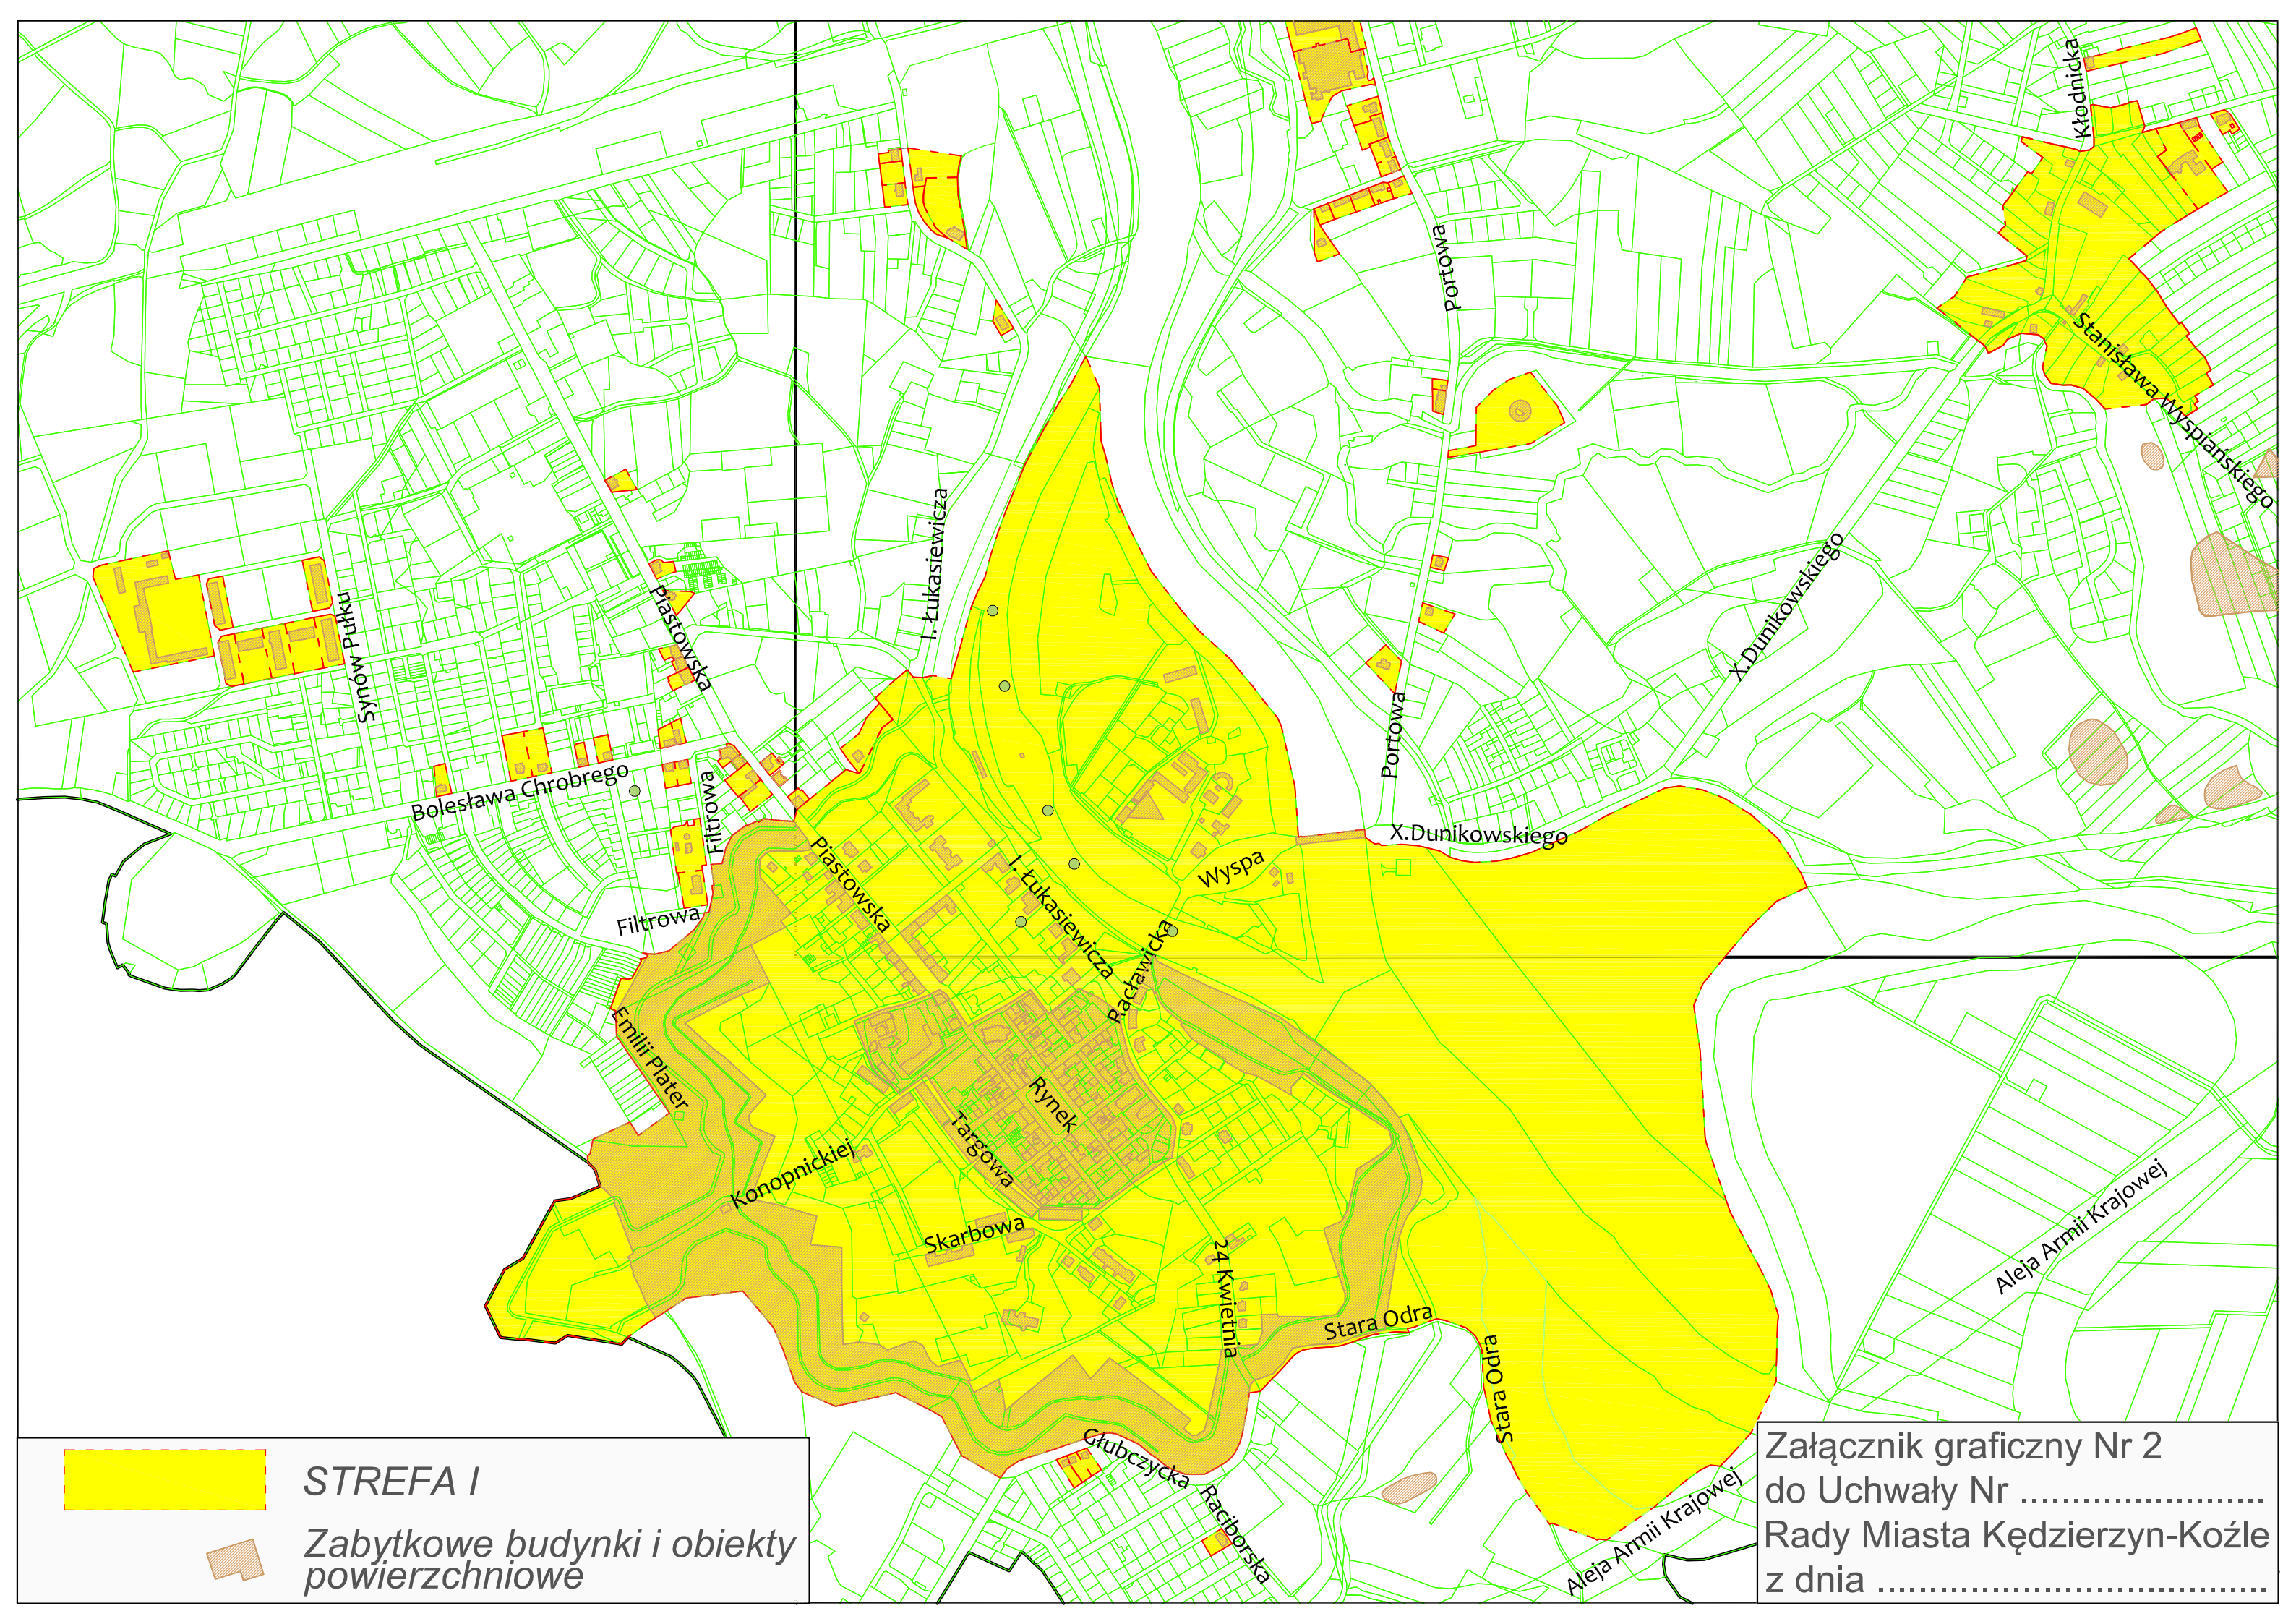 Kłodnicka
Portowa
Stanisława Wyspiańskiego
I. Łukasiewicza
X.Dunikowskiego
Piastowska
Synów Pułku
Portowa
Bolesława Chrobrego
Filtrowa
X.Dunikowskiego
Piastowska
I. Łukasiewicza
Wyspa
Filtrowa
Racławicka
Emilii Plater
Rynek
Targowa
Konopnickiej
Skarbowa
24 Kwietnia
Aleja Armii Krajowej
Stara Odra
Stara Odra
Głubczycka
Raciborska
Aleja Armii Krajowej
STREFA I
Zabytkowe budynki i obiekty
powierzchniowe
Załącznik graficzny Nr 2
do Uchwały Nr ..........................
Rady Miasta Kędzierzyn-Koźle
z dnia ..........................................